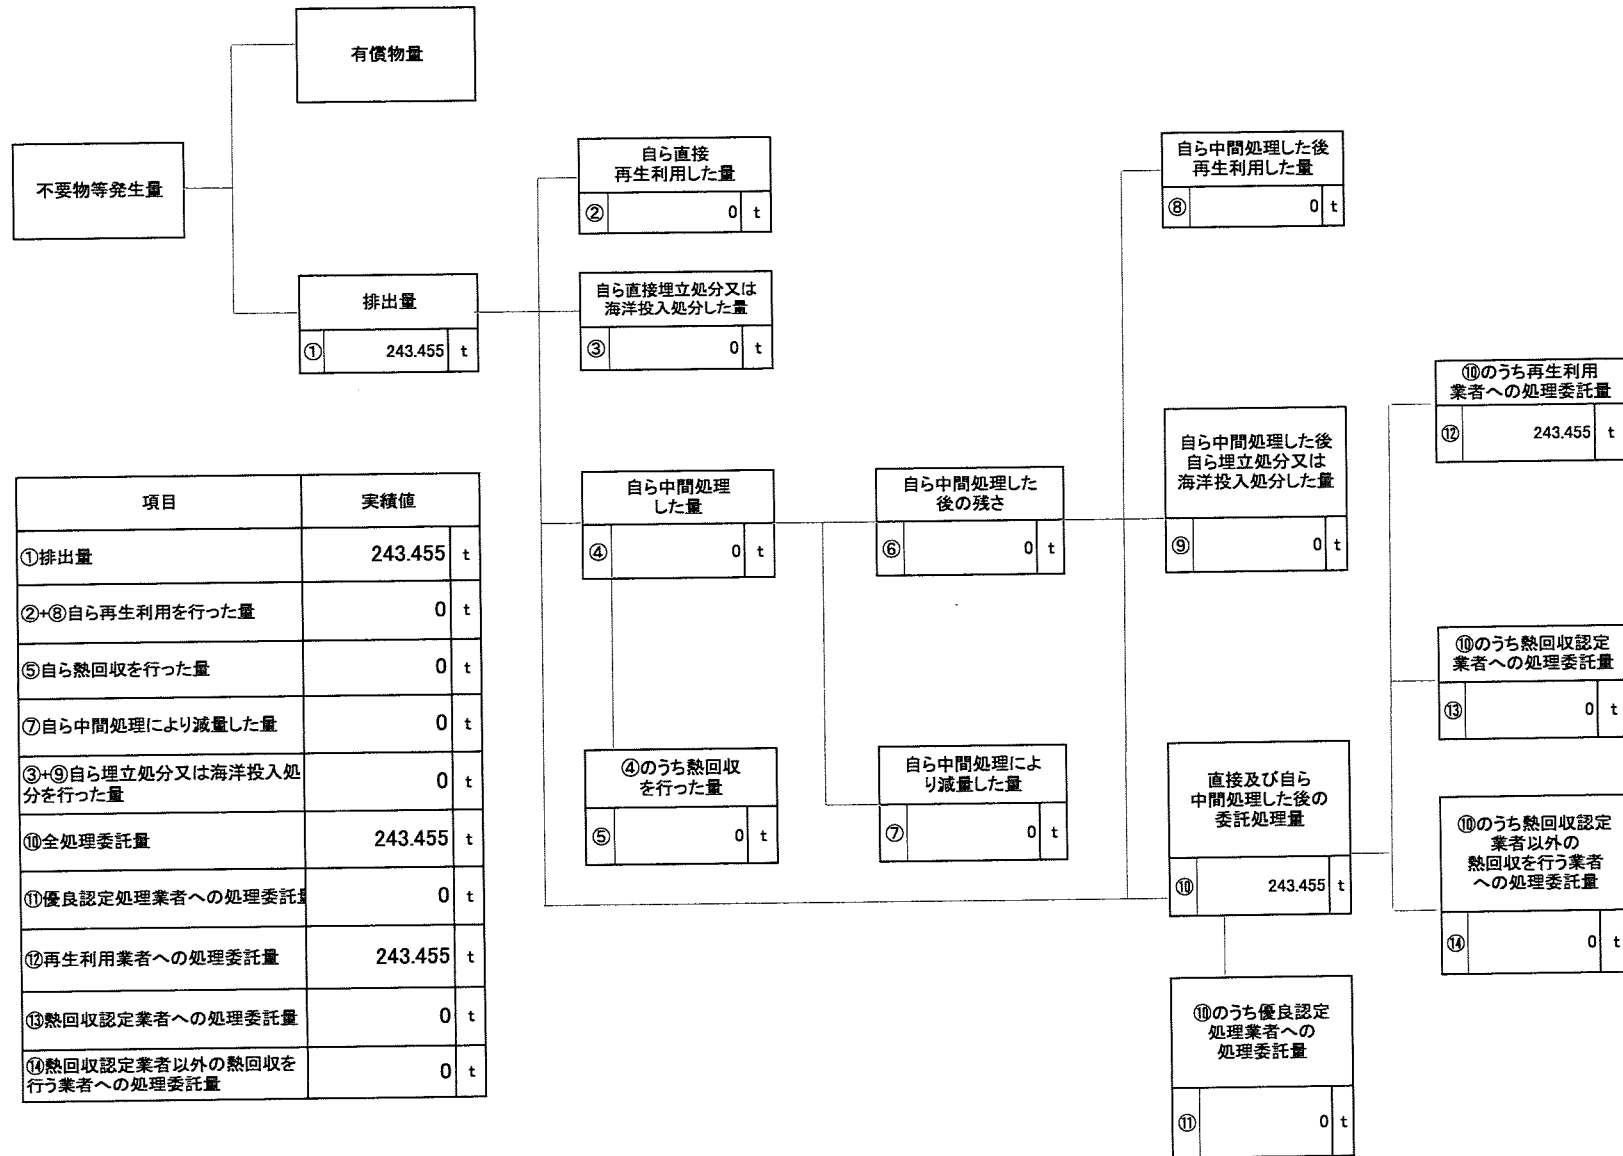 有償物量
不要物等発生量
排出量
① 243.455 t
自ら直接
再生利用した量
② 0 t
自ら直接埋立処分又は
海洋投入処分した量
③ 0 t
自ら中間処理
した量
④ 0 t
④のうち熱回収
を行った量
⑤ 0 t
自ら中間処理した
後の残さ
⑥ 0 t
自ら中間処理によ
り減量した量
⑦ 0 t
自ら中間処理した後
再生利用した量
⑧ 0 t
自ら中間処理した後
自ら埋立処分又は
海洋投入処分した量
⑨ 0 t
直接及び自ら
中間処理した後の
委託処理量
⑩ 243.455 t
⑩のうち優良認定
処理業者への
処理委託量
⑪ 0 t
⑩のうち再生利用
業者への処理委託量
⑫ 243.455 t
⑩のうち熱回収認定
業者への処理委託量
⑬ 0 t
⑩のうち熱回収認定
業者以外の
熱回収を行う業者
への処理委託量
⑭ 0 t
項目 実績値
①排出量 243.455 t
②+⑧自ら再生利用を行った量 0 t
⑤自ら熱回収を行った量 0 t
⑦自ら中間処理により減量した量 0 t
③+⑨自ら埋立処分又は海洋投入処
分を行った量 0 t
⑩全処理委託量 243.455 t
⑪優良認定処理業者への処理委託量 0 t
⑫再生利用業者への処理委託量 243.455 t
⑬熱回収認定業者への処理委託量 0 t
⑭熱回収認定業者以外の熱回収を
行う業者への処理委託量 0 t